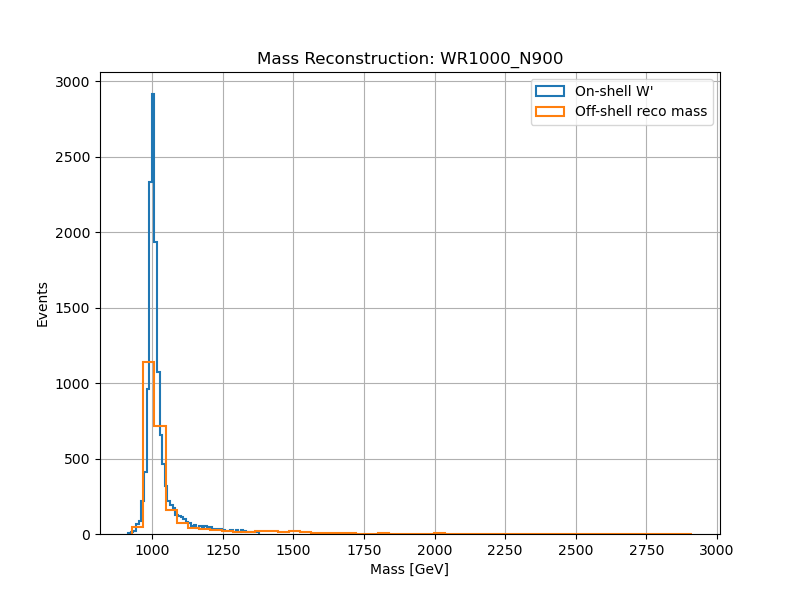 Mass Reconstruction: WR1000_N900
On-shell W'
Off-shell reco mass
3000
2500
2000
1500
1000
500
0
Events
1000 1250 1500 1750 2000 2250 2500 2750 3000
Mass [GeV]